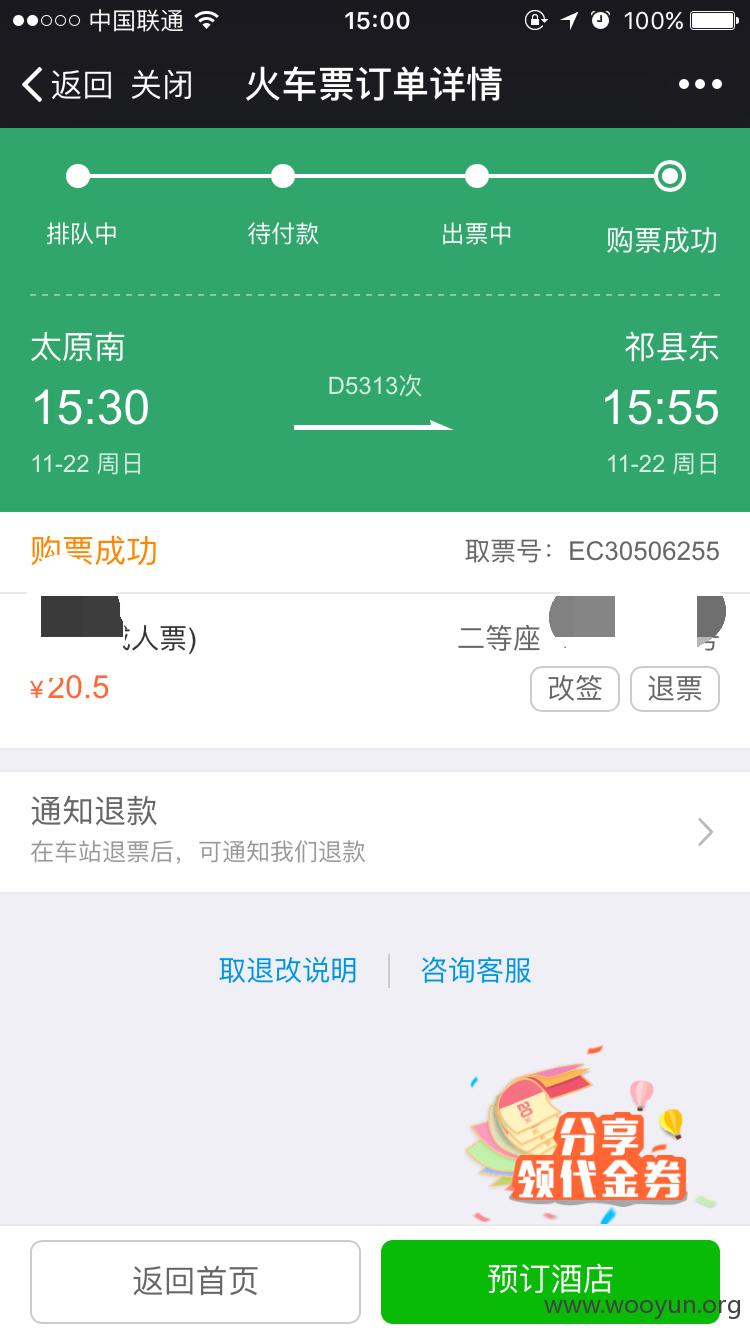 中国联通 15:00 100%
返回 关闭 火车票订单详情
排队中 待付款 出票中 购票成功
太原南 祁县东
D5313次
15:30 15:55
11-22 周日 11-22 周日
购票成功 取票号：EC30506255
人票) 二等座
¥20.5 改签 退票
通知退款
在车站退票后，可通知我们退款
取退改说明 咨询客服
分享
领代金券
返回首页 预订酒店
www.wooyun.org